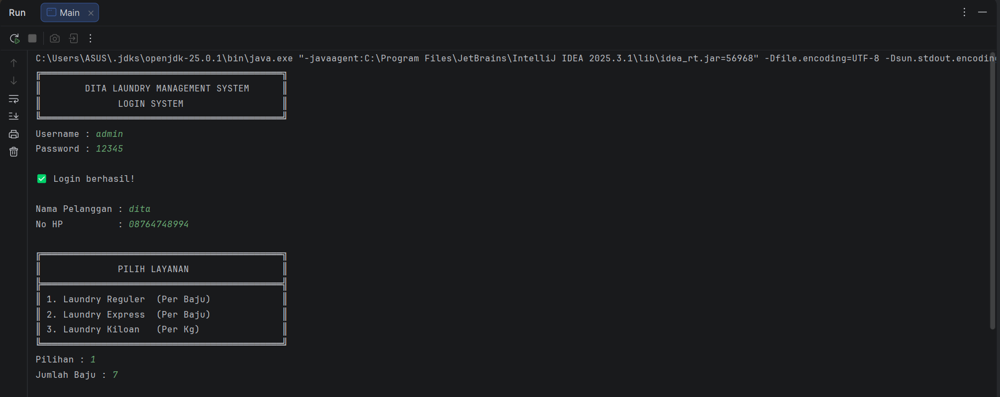 Run Main
C:\Users\ASUS\.jdks\openjdk-25.0.1\bin\java.exe "-javaagent:C:\Program Files\JetBrains\IntelliJ IDEA 2025.3.1\lib\idea_rt.jar=56968" -Dfile.encoding=UTF-8 -Dsun.stdout.encoding
DITA LAUNDRY MANAGEMENT SYSTEM
LOGIN SYSTEM
Username : admin
Password : 12345
✅ Login berhasil!
Nama Pelanggan : dita
No HP : 08764748994
PILIH LAYANAN
1. Laundry Reguler (Per Baju)
2. Laundry Express (Per Baju)
3. Laundry Kiloan (Per Kg)
Pilihan : 1
Jumlah Baju : 7